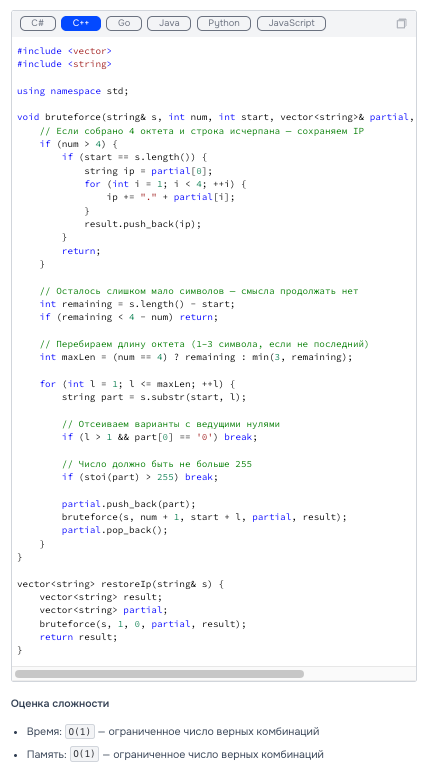 C# C++ Go Java Python JavaScript
#include <vector>
#include <string>
using namespace std;
void bruteforce(string& s, int num, int start, vector<string>& partial,
// Если собрано 4 октета и строка исчерпана — сохраняем IP
if (num > 4) {
if (start == s.length()) {
string ip = partial[0];
for (int i = 1; i < 4; ++i) {
ip += "." + partial[i];
}
result.push_back(ip);
}
return;
}
// Осталось слишком мало символов — смысла продолжать нет
int remaining = s.length() - start;
if (remaining < 4 - num) return;
// Перебираем длину октета (1–3 символа, если не последний)
int maxLen = (num == 4) ? remaining : min(3, remaining);
for (int l = 1; l <= maxLen; ++l) {
string part = s.substr(start, l);
// Отсеиваем варианты с ведущими нулями
if (l > 1 && part[0] == '0') break;
// Число должно быть не больше 255
if (stoi(part) > 255) break;
partial.push_back(part);
bruteforce(s, num + 1, start + l, partial, result);
partial.pop_back();
}
}
vector<string> restoreIp(string& s) {
vector<string> result;
vector<string> partial;
bruteforce(s, 1, 0, partial, result);
return result;
}
Оценка сложности
• Время: O(1) — ограниченное число верных комбинаций
• Память: O(1) — ограниченное число верных комбинаций